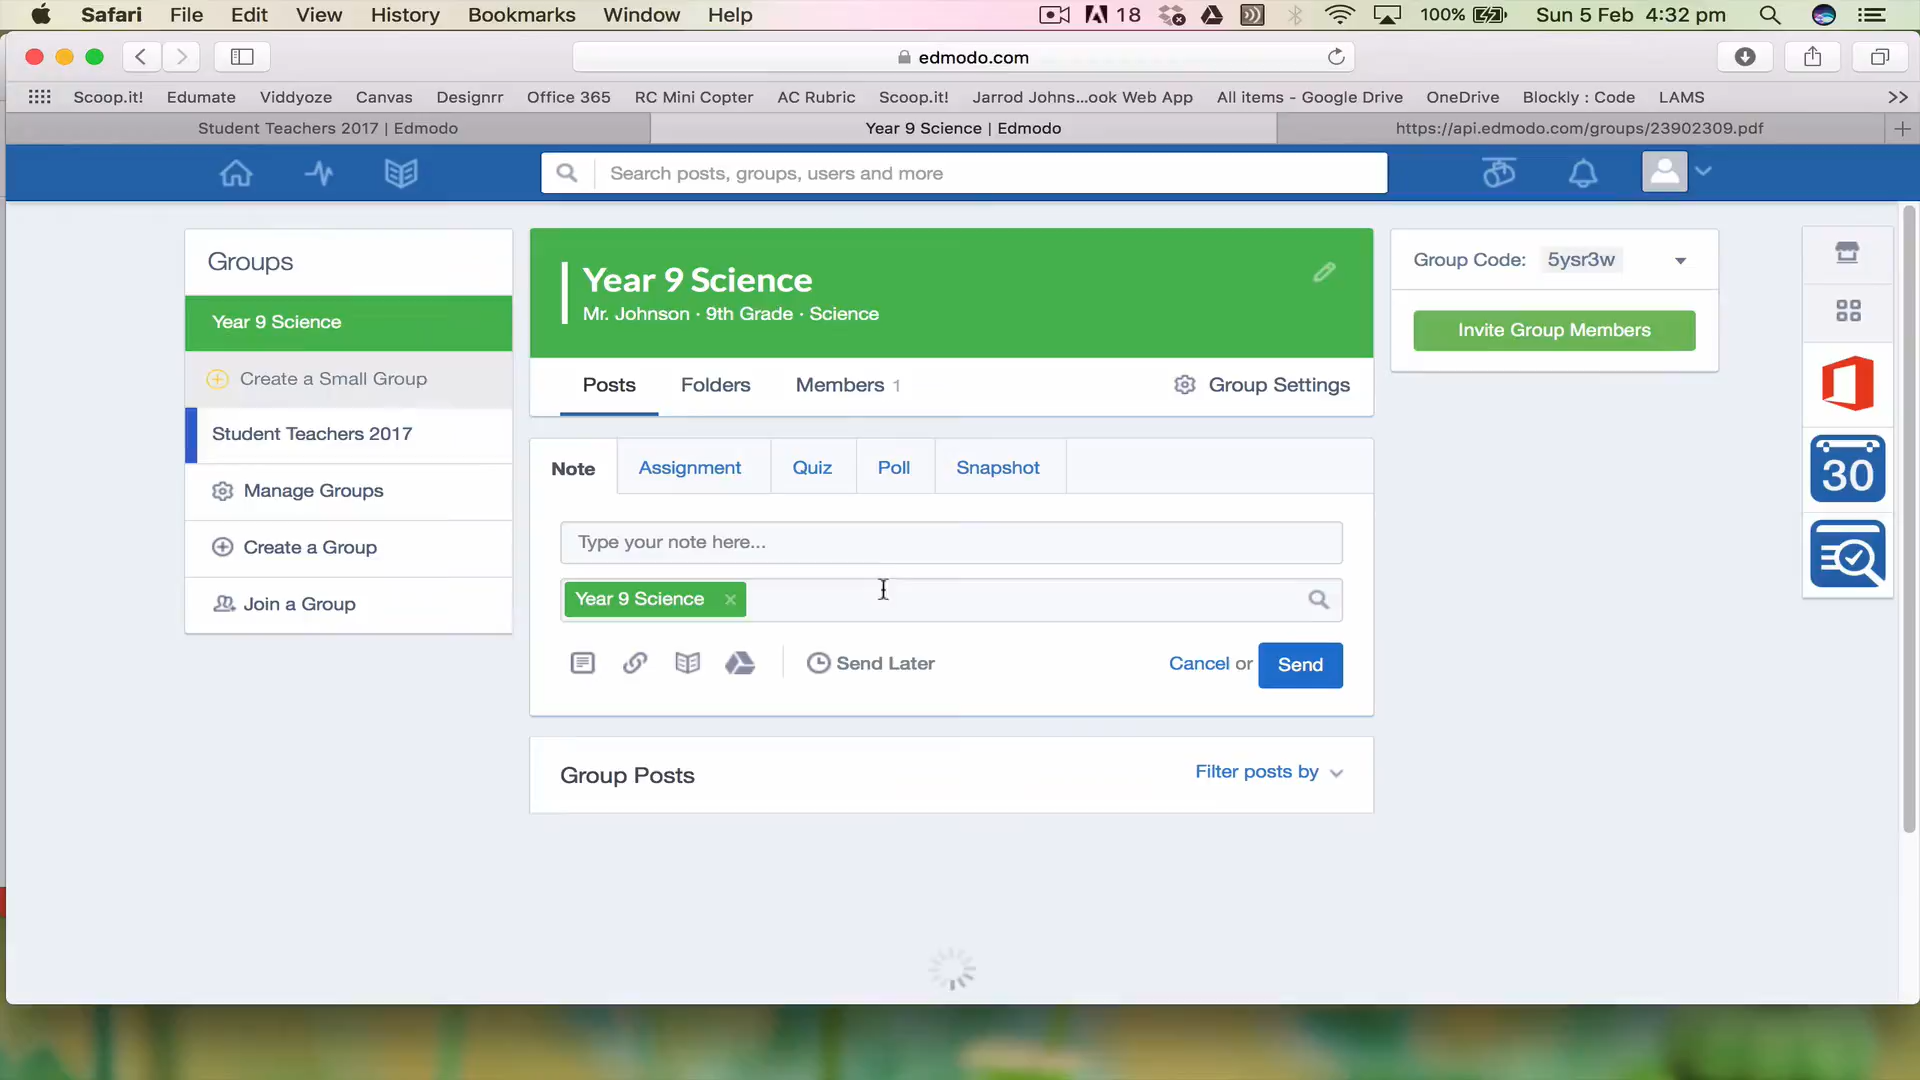 Safari File Edit View History Bookmarks Window Help 18 100% Sun 5 Feb 4:32 pm
edmodo.com
Scoop.it! Edumate Viddyoze Canvas Designrr Office 365 RC Mini Copter AC Rubric Scoop.it! Jarrod Johns...ook Web App All items - Google Drive OneDrive Blockly : Code LAMS >>
Student Teachers 2017 | Edmodo Year 9 Science | Edmodo https://api.edmodo.com/groups/23902309.pdf
Search posts, groups, users and more
Groups
Year 9 Science
Create a Small Group
Student Teachers 2017
Manage Groups
Create a Group
Join a Group
Year 9 Science
Mr. Johnson · 9th Grade · Science
Posts Folders Members 1 Group Settings
Note Assignment Quiz Poll Snapshot
Type your note here...
Year 9 Science ×
Send Later Cancel or Send
Group Posts Filter posts by
Group Code: 5ysr3w
Invite Group Members
30